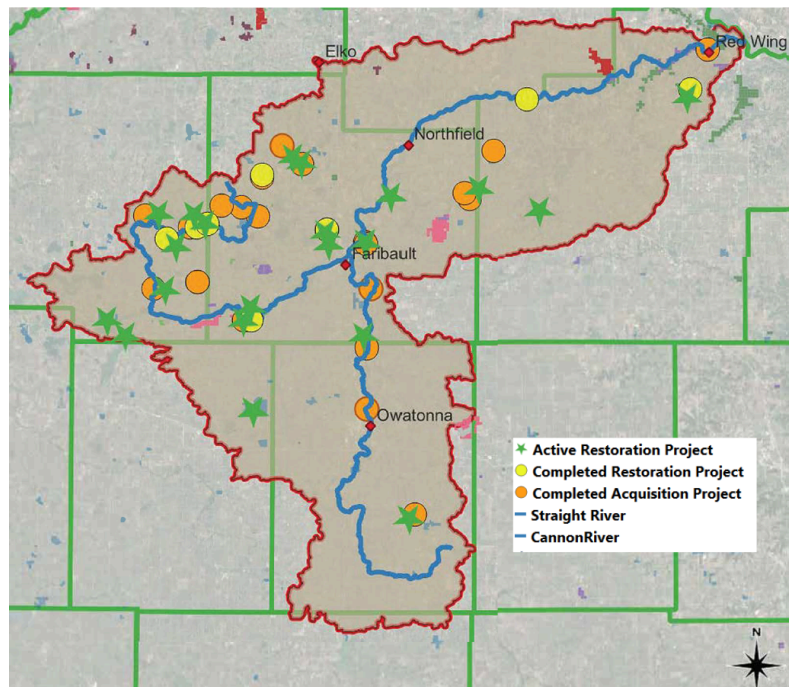 Elko
Red Wing
Northfield
Faribault
Owatonna
Active Restoration Project
Completed Restoration Project
Completed Acquisition Project
Straight River
CannonRiver
N